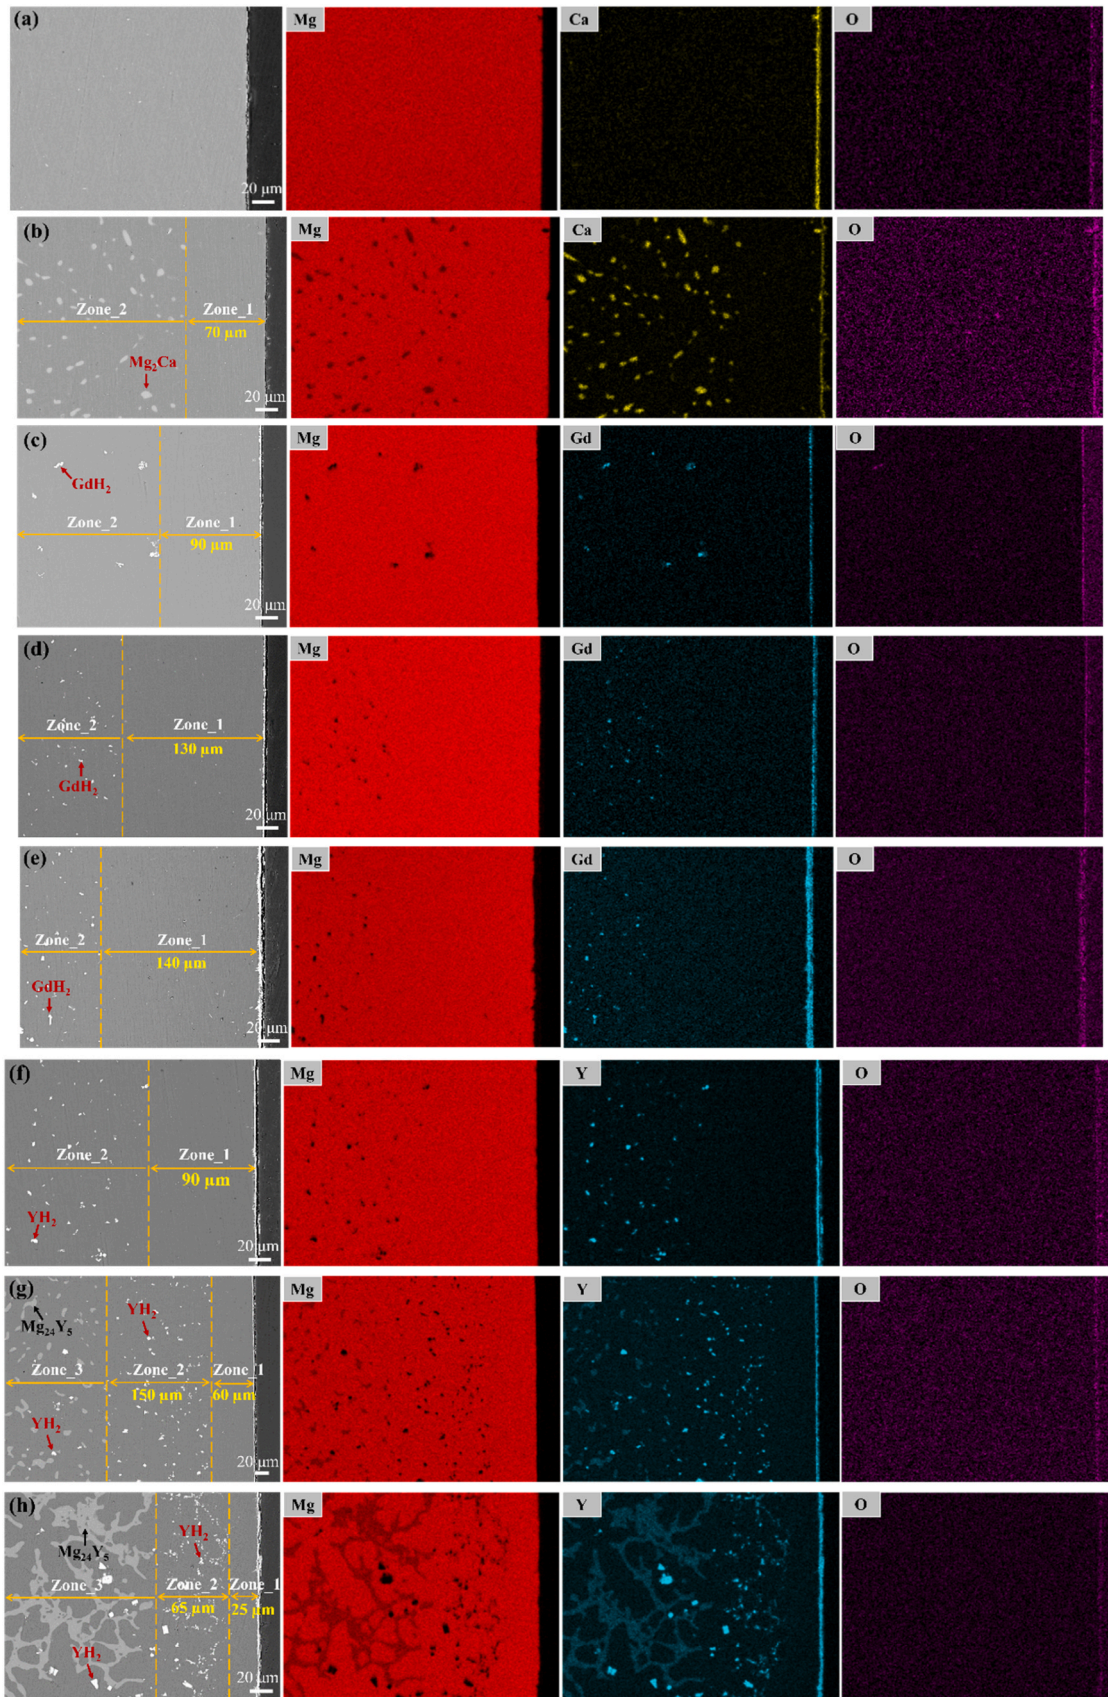 (a) Mg Ca O
20 μm
(b) Mg Ca O
Zone_2 Zone_1
70 μm
Mg₂Ca
20 μm
(c) Mg Gd O
GdH₂
Zone_2 Zone_1
90 μm
20 μm
(d) Mg Gd O
Zone_2 Zone_1
130 μm
GdH₂
20 μm
(e) Mg Gd O
Zone_2 Zone_1
140 μm
GdH₂
20 μm
(f) Mg Y O
Zone_2 Zone_1
90 μm
YH₂
20 μm
(g) Mg Y O
YH₂
Mg₂₄Y₅
Zone_3 Zone_2 Zone_1
150 μm 60 μm
YH₂
20 μm
(h) Mg Y O
YH₂
Mg₂₄Y₅
Zone_3 Zone_2 Zone_1
65 μm 25 μm
YH₂
20 μm